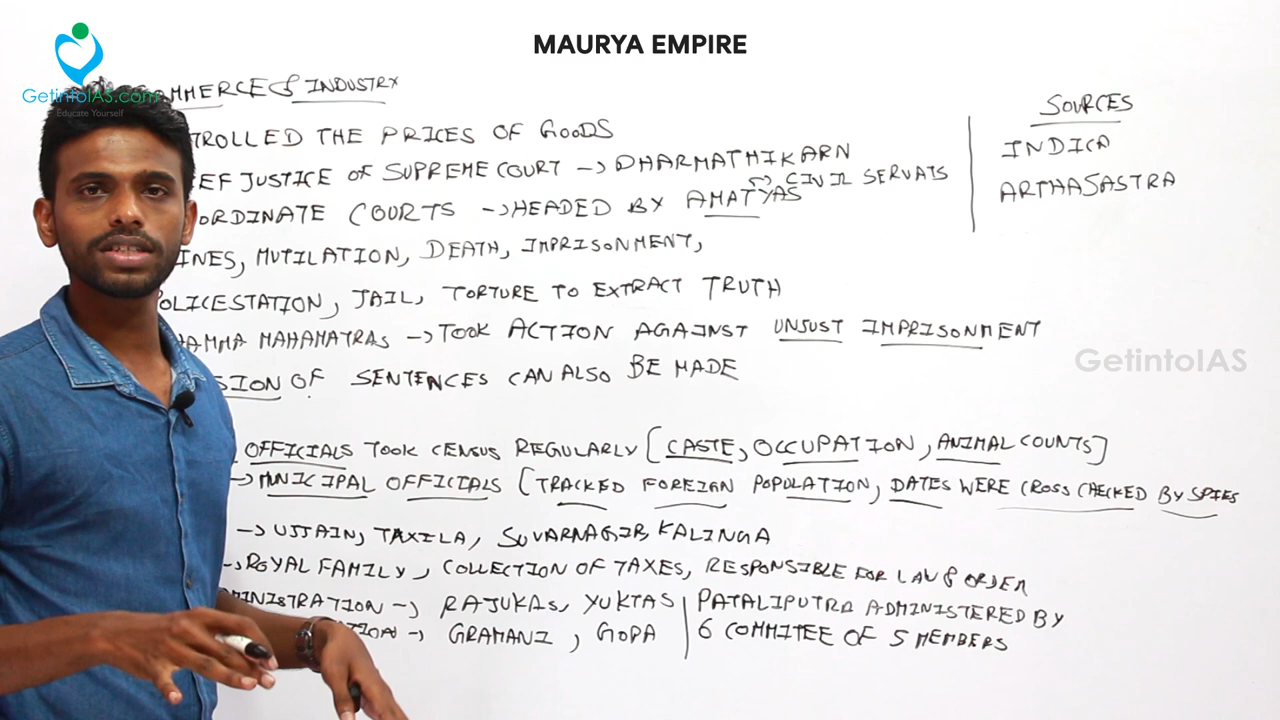 MAURYA EMPIRE
GetintoIAS.com
Educate Yourself
MMERCE & INDUSTRY
TROLLED THE PRICES OF GOODS
EF JUSTICE OF SUPREME COURT → DHARMATHIKARN
→ CIVIL SERVATS
ORDINATE COURTS → HEADED BY AMATYAS
INES, MUTILATION, DEATH, IMPRISONMENT,
POLICESTATION, JAIL, TORTURE TO EXTRACT TRUTH
HAMMA MAHAMATRAS → TOOK ACTION AGAINST UNJUST IMPRISONMENT
SION OF SENTENCES CAN ALSO BE MADE
OFFICIALS TOOK CENSUS REGULARLY [CASTE, OCCUPATION, ANIMAL COUNTS]
→ MUNICIPAL OFFICIALS [TRACKED FOREIAN POPULATION, DATES WERE CROSS CHECKED BY SPIES
→ UJJAIN, TAXILA, SUVARNAGIR, KALINGA
→ ROYAL FAMILY, COLLECTION OF TAXES, RESPONSIBLE FOR LAW & ORDER
MINISTRATION → RAJUKAS, YUKTAS
ATION → GRAMANI, GOPA
PATALIPUTRA ADMINISTERED BY
6 COMMITEE OF 5 MEMBERS
SOURCES
INDICA
ARTHASASTRA
GetintoIAS